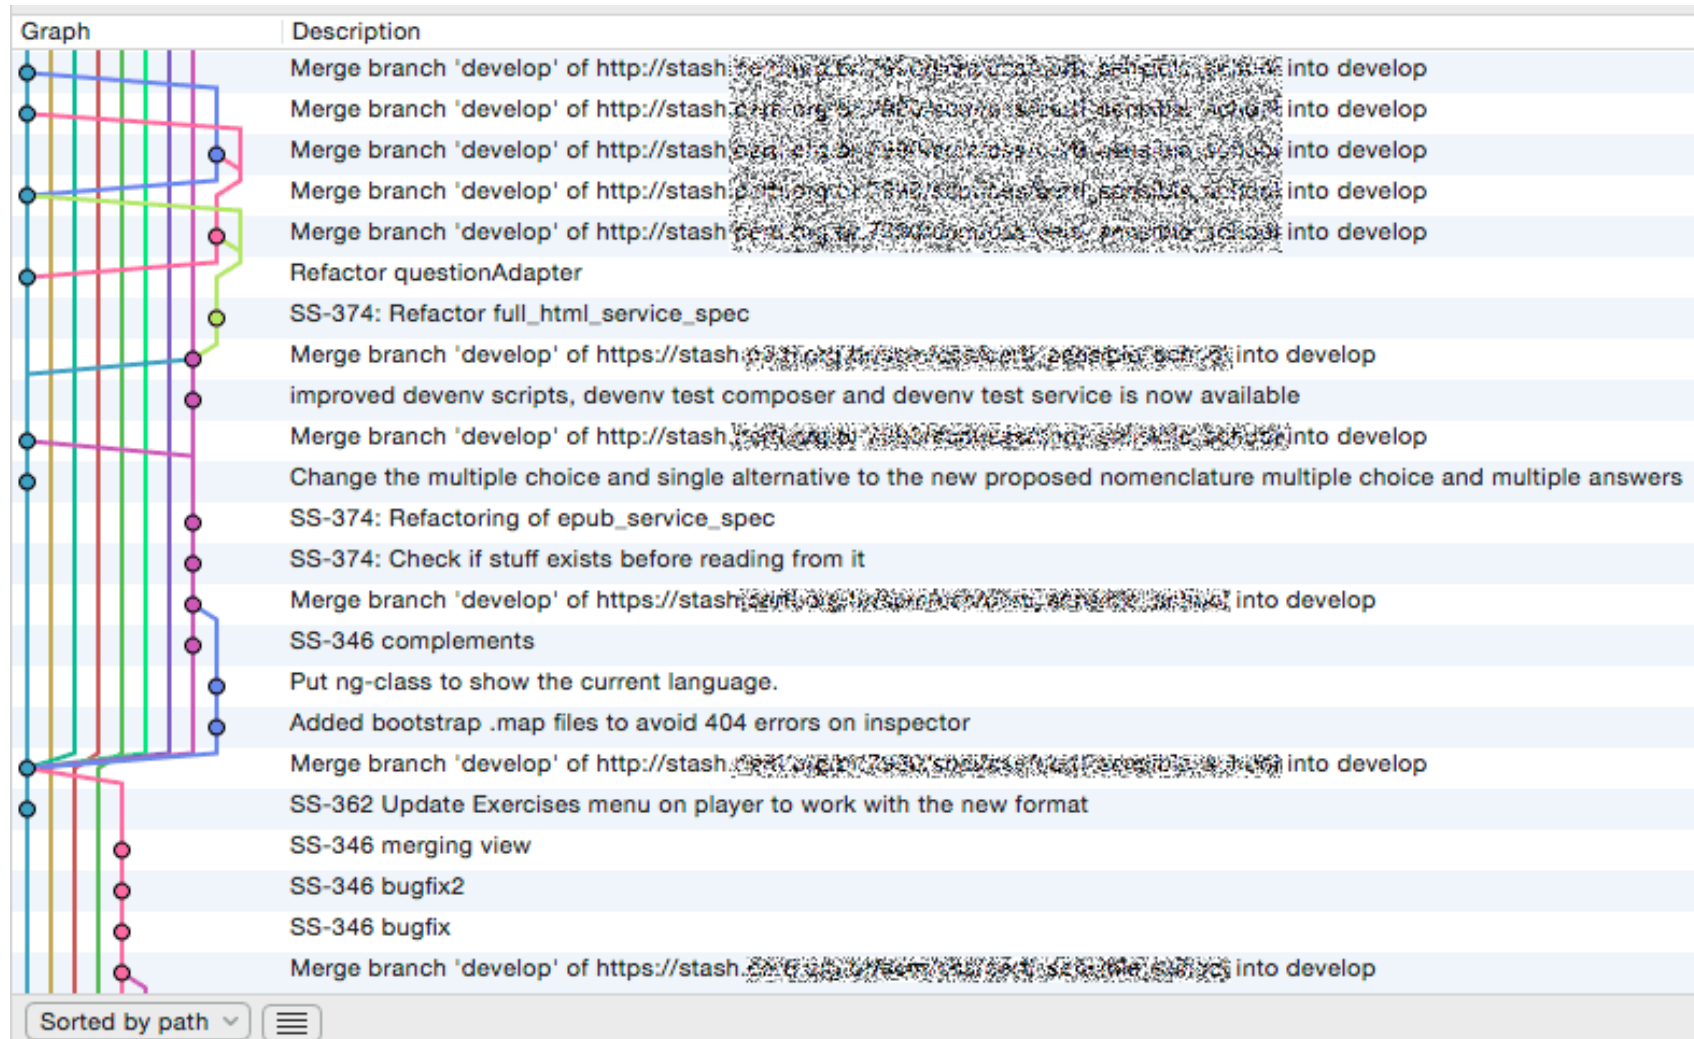 Graph Description
Merge branch 'develop' of http://stash into develop
Merge branch 'develop' of http://stash into develop
Merge branch 'develop' of http://stash into develop
Merge branch 'develop' of http://stash into develop
Merge branch 'develop' of http://stash into develop
Refactor questionAdapter
SS-374: Refactor full_html_service_spec
Merge branch 'develop' of https://stash. into develop
improved devenv scripts, devenv test composer and devenv test service is now available
Merge branch 'develop' of http://stash. into develop
Change the multiple choice and single alternative to the new proposed nomenclature multiple choice and multiple answers
SS-374: Refactoring of epub_service_spec
SS-374: Check if stuff exists before reading from it
Merge branch 'develop' of https://stash into develop
SS-346 complements
Put ng-class to show the current language.
Added bootstrap .map files to avoid 404 errors on inspector
Merge branch 'develop' of http://stash. into develop
SS-362 Update Exercises menu on player to work with the new format
SS-346 merging view
SS-346 bugfix2
SS-346 bugfix
Merge branch 'develop' of https://stash. into develop
Sorted by path